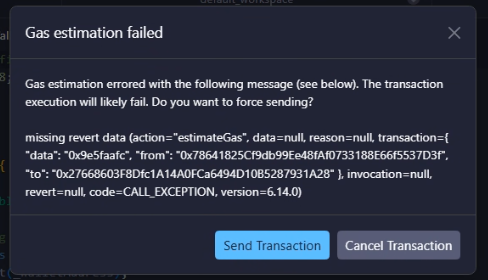 default_workspace
Gas estimation failed
Gas estimation errored with the following message (see below). The transaction
execution will likely fail. Do you want to force sending?
missing revert data (action="estimateGas", data=null, reason=null, transaction={
"data": "0x9e5faafc", "from": "0x78641825Cf9db99Ee48fAf0733188E66f5537D3f",
"to": "0x27668603F8Dfc1A14A0FCa6494D10B5287931A28" }, invocation=null,
revert=null, code=CALL_EXCEPTION, version=6.14.0)
Send Transaction
Cancel Transaction